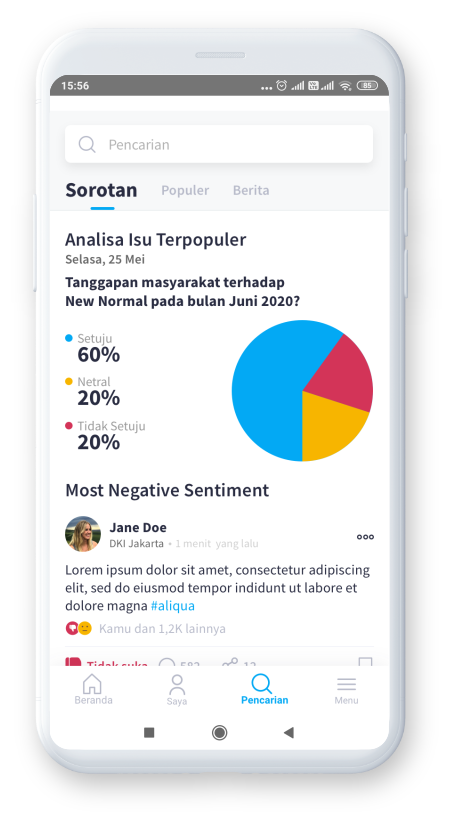 15:56
85
Pencarian
Sorotan Populer Berita
Analisa Isu Terpopuler
Selasa, 25 Mei
Tanggapan masyarakat terhadap
New Normal pada bulan Juni 2020?
Setuju
60%
Netral
20%
Tidak Setuju
20%
Most Negative Sentiment
Jane Doe
DKI Jakarta • 1 menit yang lalu
Lorem ipsum dolor sit amet, consectetur adipiscing
elit, sed do eiusmod tempor indidunt ut labore et
dolore magna #aliqua
Kamu dan 1,2K lainnya
Tidak suka 582 12
Beranda Saya Pencarian Menu